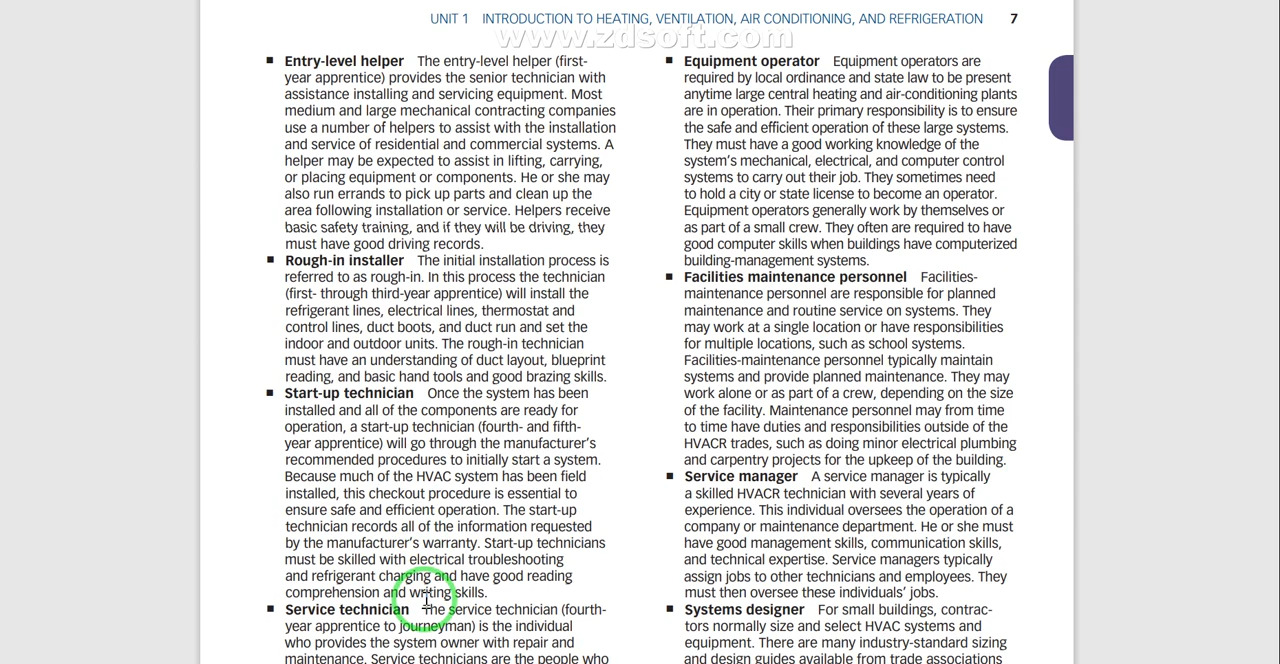 UNIT 1 INTRODUCTION TO HEATING, VENTILATION, AIR CONDITIONING, AND REFRIGERATION 7
www.zdsoft.com
■ Entry-level helper The entry-level helper (first-
year apprentice) provides the senior technician with
assistance installing and servicing equipment. Most
medium and large mechanical contracting companies
use a number of helpers to assist with the installation
and service of residential and commercial systems. A
helper may be expected to assist in lifting, carrying,
or placing equipment or components. He or she may
also run errands to pick up parts and clean up the
area following installation or service. Helpers receive
basic safety training, and if they will be driving, they
must have good driving records.
■ Rough-in installer The initial installation process is
referred to as rough-in. In this process the technician
(first- through third-year apprentice) will install the
refrigerant lines, electrical lines, thermostat and
control lines, duct boots, and duct run and set the
indoor and outdoor units. The rough-in technician
must have an understanding of duct layout, blueprint
reading, and basic hand tools and good brazing skills.
■ Start-up technician Once the system has been
installed and all of the components are ready for
operation, a start-up technician (fourth- and fifth-
year apprentice) will go through the manufacturer's
recommended procedures to initially start a system.
Because much of the HVAC system has been field
installed, this checkout procedure is essential to
ensure safe and efficient operation. The start-up
technician records all of the information requested
by the manufacturer's warranty. Start-up technicians
must be skilled with electrical troubleshooting
and refrigerant charging and have good reading
comprehension and writing skills.
■ Service technician The service technician (fourth-
year apprentice to journeyman) is the individual
who provides the system owner with repair and
maintenance. Service technicians are the people who
■ Equipment operator Equipment operators are
required by local ordinance and state law to be present
anytime large central heating and air-conditioning plants
are in operation. Their primary responsibility is to ensure
the safe and efficient operation of these large systems.
They must have a good working knowledge of the
system's mechanical, electrical, and computer control
systems to carry out their job. They sometimes need
to hold a city or state license to become an operator.
Equipment operators generally work by themselves or
as part of a small crew. They often are required to have
good computer skills when buildings have computerized
building-management systems.
■ Facilities maintenance personnel Facilities-
maintenance personnel are responsible for planned
maintenance and routine service on systems. They
may work at a single location or have responsibilities
for multiple locations, such as school systems.
Facilities-maintenance personnel typically maintain
systems and provide planned maintenance. They may
work alone or as part of a crew, depending on the size
of the facility. Maintenance personnel may from time
to time have duties and responsibilities outside of the
HVACR trades, such as doing minor electrical plumbing
and carpentry projects for the upkeep of the building.
■ Service manager A service manager is typically
a skilled HVACR technician with several years of
experience. This individual oversees the operation of a
company or maintenance department. He or she must
have good management skills, communication skills,
and technical expertise. Service managers typically
assign jobs to other technicians and employees. They
must then oversee these individuals' jobs.
■ Systems designer For small buildings, contrac-
tors normally size and select HVAC systems and
equipment. There are many industry-standard sizing
and design guides available from trade associations